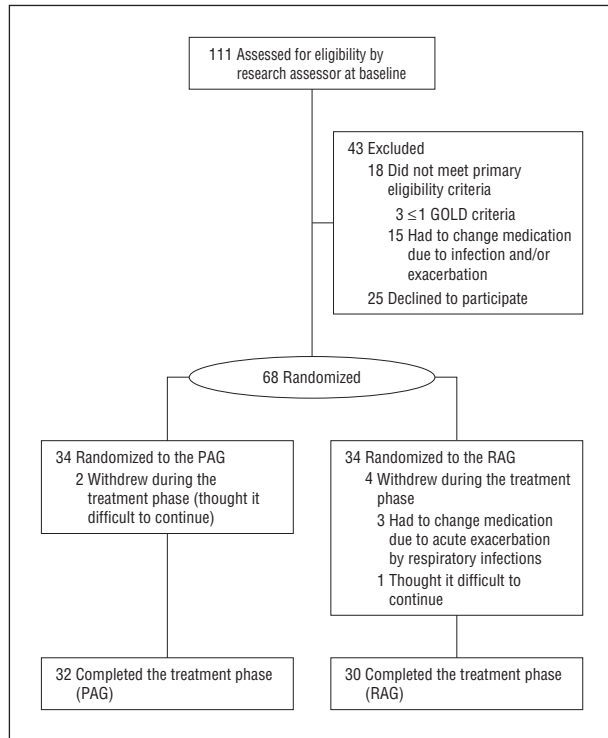 111 Assessed for eligibility by
research assessor at baseline
43 Excluded
18 Did not meet primary
eligibility criteria
3 ≤1 GOLD criteria
15 Had to change medication
due to infection and/or
exacerbation
25 Declined to participate
68 Randomized
34 Randomized to the PAG
2 Withdrew during the
treatment phase (thought it
difficult to continue)
34 Randomized to the RAG
4 Withdrew during the treatment
phase
3 Had to change medication
due to acute exacerbation
by respiratory infections
1 Thought it difficult to
continue
32 Completed the treatment phase
(PAG)
30 Completed the treatment phase
(RAG)